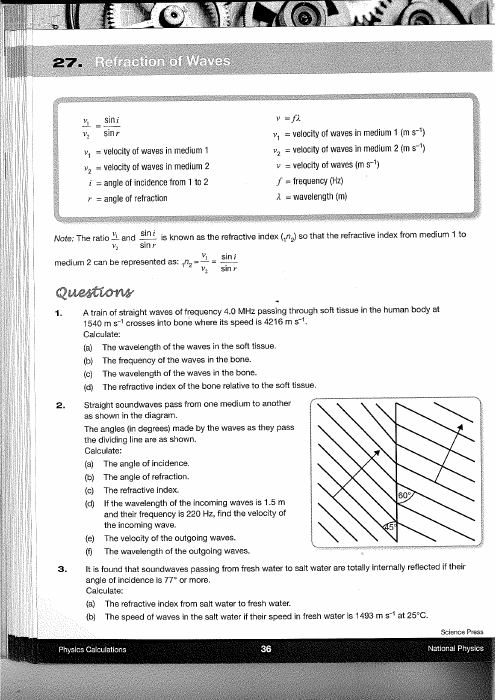 27. Refraction of Waves
v₁/v₂ = sin i/sin r
v₁ = velocity of waves in medium 1
v₂ = velocity of waves in medium 2
i = angle of incidence from 1 to 2
r = angle of refraction
v = fλ
v₁ = velocity of waves in medium 1 (m s⁻¹)
v₂ = velocity of waves in medium 2 (m s⁻¹)
v = velocity of waves (m s⁻¹)
f = frequency (Hz)
λ = wavelength (m)
Note: The ratio v₁/v₂ and sin i/sin r is known as the refractive index (₁n₂) so that the refractive index from medium 1 to
medium 2 can be represented as: ₁n₂ = v₁/v₂ = sin i/sin r
Questions
1. A train of straight waves of frequency 4.0 MHz passing through soft tissue in the human body at
1540 m s⁻¹ crosses into bone where its speed is 4216 m s⁻¹.
Calculate:
(a) The wavelength of the waves in the soft tissue.
(b) The frequency of the waves in the bone.
(c) The wavelength of the waves in the bone.
(d) The refractive index of the bone relative to the soft tissue.
2. Straight soundwaves pass from one medium to another
as shown in the diagram.
The angles (in degrees) made by the waves as they pass
the dividing line are as shown.
Calculate:
(a) The angle of incidence.
(b) The angle of refraction.
(c) The refractive index.
(d) If the wavelength of the incoming waves is 1.5 m
and their frequency is 220 Hz, find the velocity of
the incoming wave.
(e) The velocity of the outgoing waves.
(f) The wavelength of the outgoing waves.
60°
45°
3. It is found that soundwaves passing from fresh water to salt water are totally internally reflected if their
angle of incidence is 77° or more.
Calculate:
(a) The refractive index from salt water to fresh water.
(b) The speed of waves in the salt water if their speed in fresh water is 1493 m s⁻¹ at 25°C.
Science Press
Physics Calculations
36
National Physics